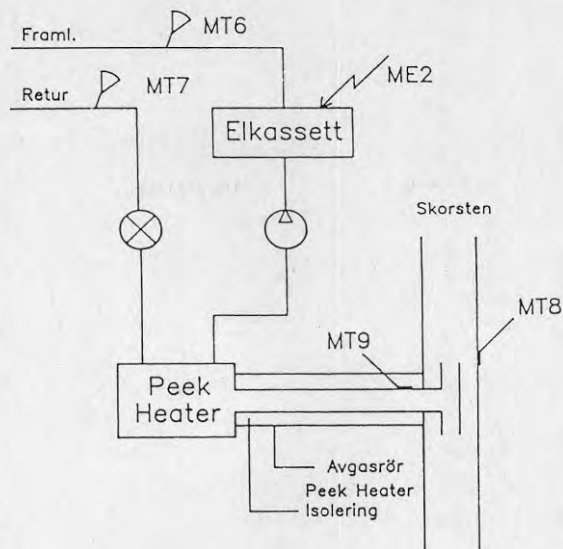 MT6
Framl.
MT7
Retur
ME2
Elkassett
Skorsten
MT8
MT9
Peek
Heater
Avgasrör
Peek Heater
Isolering